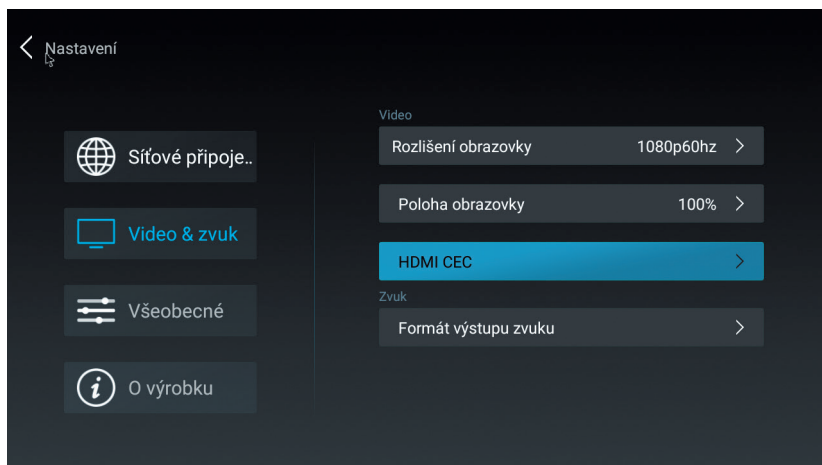 Nastavení
Síťové připoje..
Video & zvuk
Všeobecné
O výrobku
Video
Rozlišení obrazovky 1080p60hz
Poloha obrazovky 100%
HDMI CEC
Zvuk
Formát výstupu zvuku